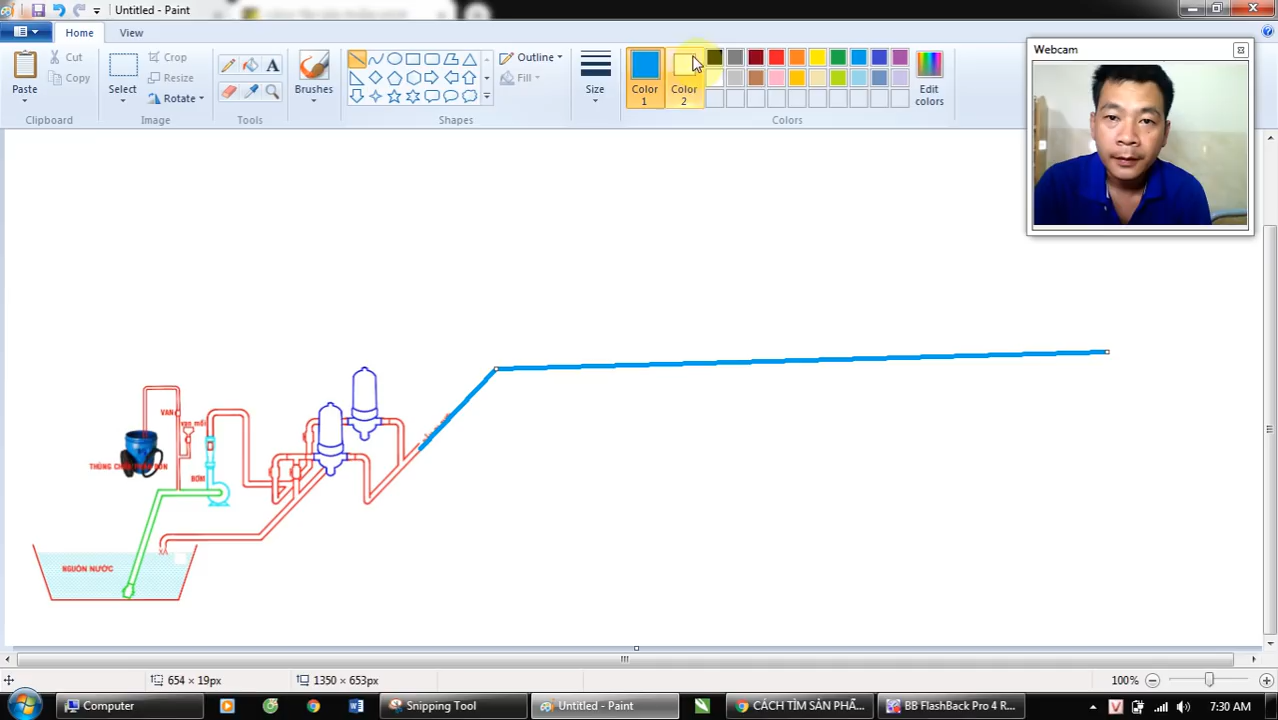 Untitled - Paint
Home
View
Webcam
Paste
Cut
Copy
Clipboard
Select
Crop
Resize
Rotate
Image
A
Tools
Brushes
Outline
Fill
Shapes
Size
Color
1
Color
2
Edit
colors
Colors
VAN
BƠM
NGUỒN NƯỚC
654 × 19px
1350 × 653px
100%
Computer
Snipping Tool
Untitled - Paint
CÁCH TÌM SẢN PHẨ...
BB FlashBack Pro 4 R...
V
7:30 AM